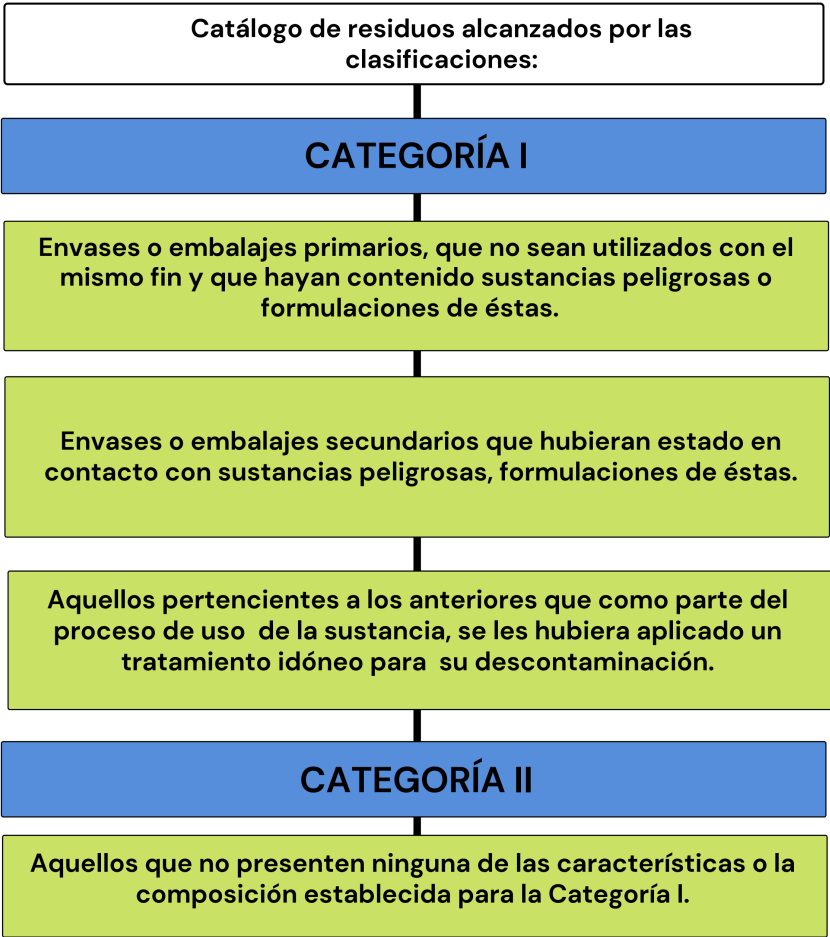 Catálogo de residuos alcanzados por las
clasificaciones:
CATEGORÍA I
Envases o embalajes primarios, que no sean utilizados con el
mismo fin y que hayan contenido sustancias peligrosas o
formulaciones de éstas.
Envases o embalajes secundarios que hubieran estado en
contacto con sustancias peligrosas, formulaciones de éstas.
Aquellos pertencientes a los anteriores que como parte del
proceso de uso de la sustancia, se les hubiera aplicado un
tratamiento idóneo para su descontaminación.
CATEGORÍA II
Aquellos que no presenten ninguna de las características o la
composición establecida para la Categoría I.